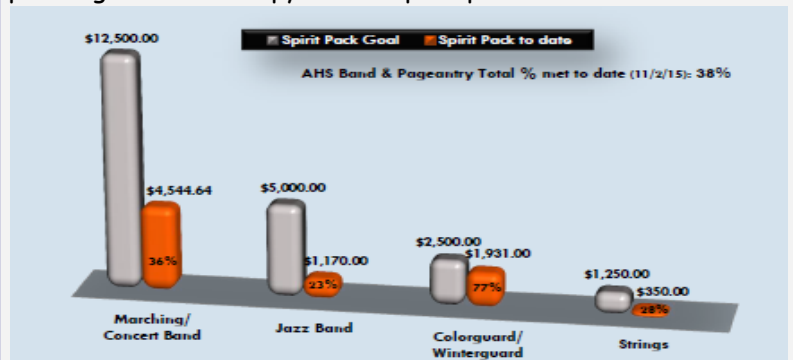 Spirit Pack Goal Spirit Pack to date
AHS Band & Pageantry Total % met to date (11/2/15): 38%
$12,500.00
$4,544.64
36%
Marching/
Concert Band
$5,000.00
$1,170.00
23%
Jazz Band
$2,500.00
$1,931.00
77%
Colorguard/
Winterguard
$1,250.00
$350.00
28%
Strings